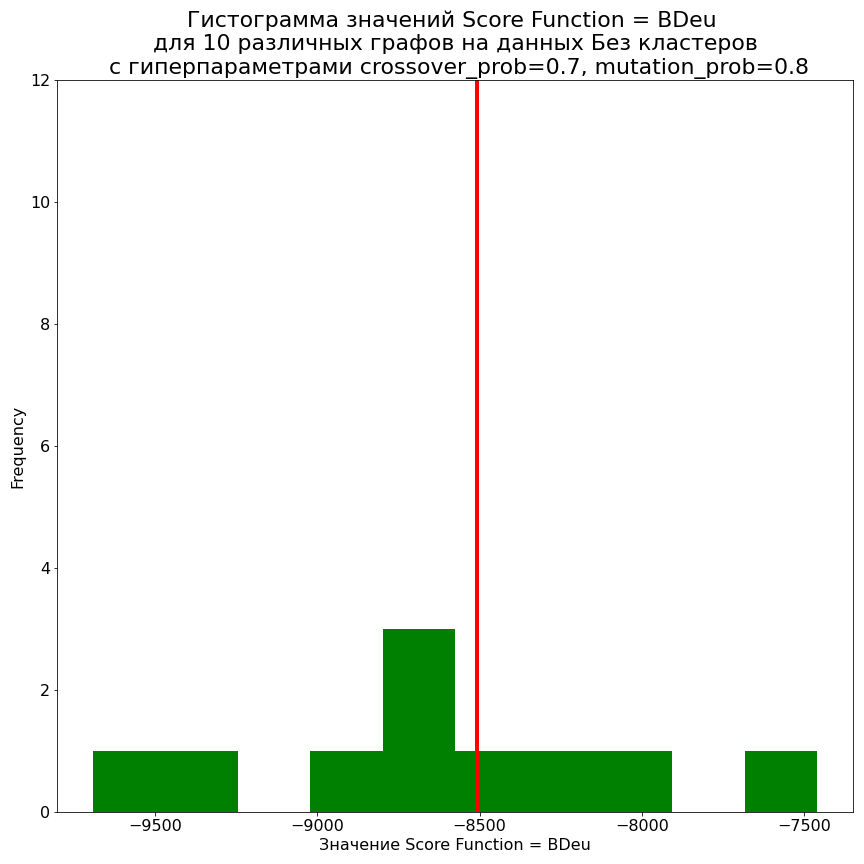 Гистограмма значений Score Function = BDeu
для 10 различных графов на данных Без кластеров
с гиперпараметрами crossover_prob=0.7, mutation_prob=0.8
12
10
8
6
4
2
0
Frequency
−9500 −9000 −8500 −8000 −7500
Значение Score Function = BDeu